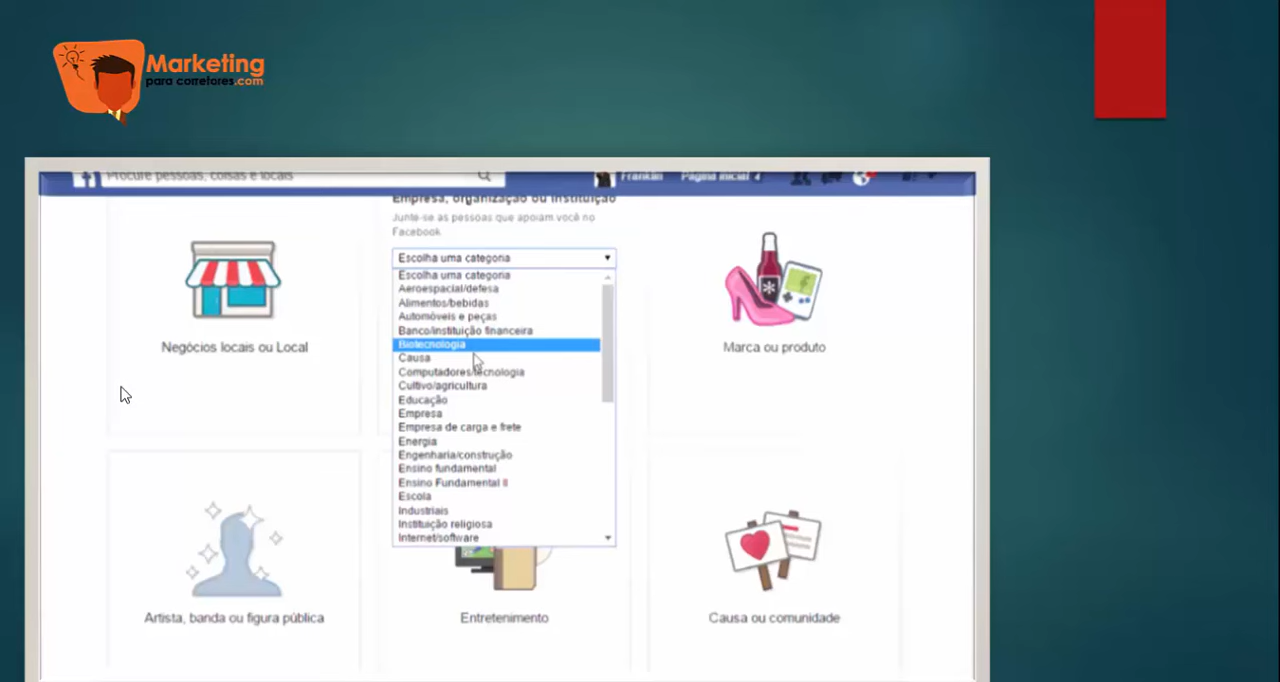 Marketing
para corretores.com
Procure pessoas, coisas e locais
Franklin
Página inicial 4
Empresa, organização ou instituição
Junte-se às pessoas que apoiam você no
Facebook.
Escolha uma categoria
Escolha uma categoria
Aeroespacial/defesa
Alimentos/bebidas
Automóveis e peças
Banco/instituição financeira
Biotecnologia
Causa
Computadores/tecnologia
Cultivo/agricultura
Educação
Empresa
Empresa de carga e frete
Energia
Engenharia/construção
Ensino fundamental
Ensino Fundamental II
Escola
Industriais
Instituição religiosa
Internet/software
Negócios locais ou Local
Marca ou produto
Artista, banda ou figura pública
Entretenimento
Causa ou comunidade